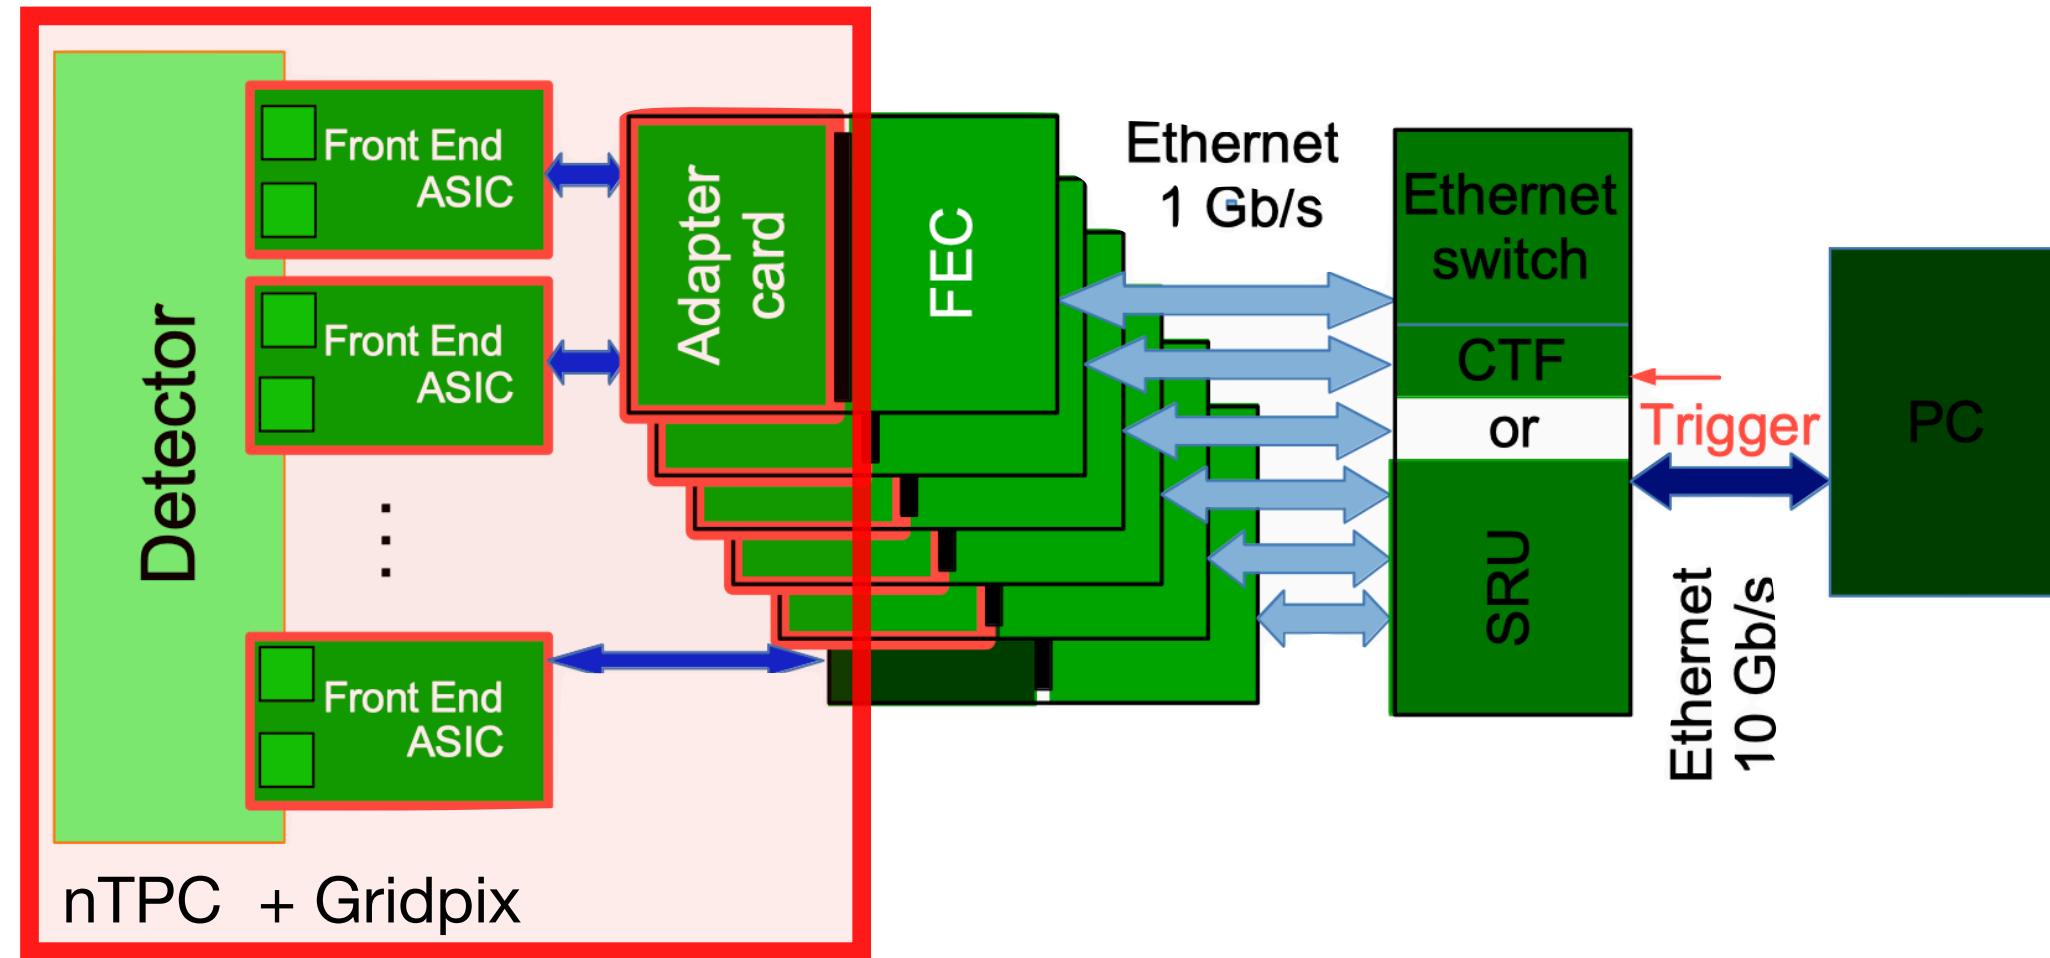 Detector
Front End
ASIC
Front End
ASIC
Front End
ASIC
nTPC + Gridpix
Adapter
card
FEC
Ethernet
1 Gb/s
Ethernet
switch
CTF
or
SRU
Trigger
Ethernet
10 Gb/s
PC